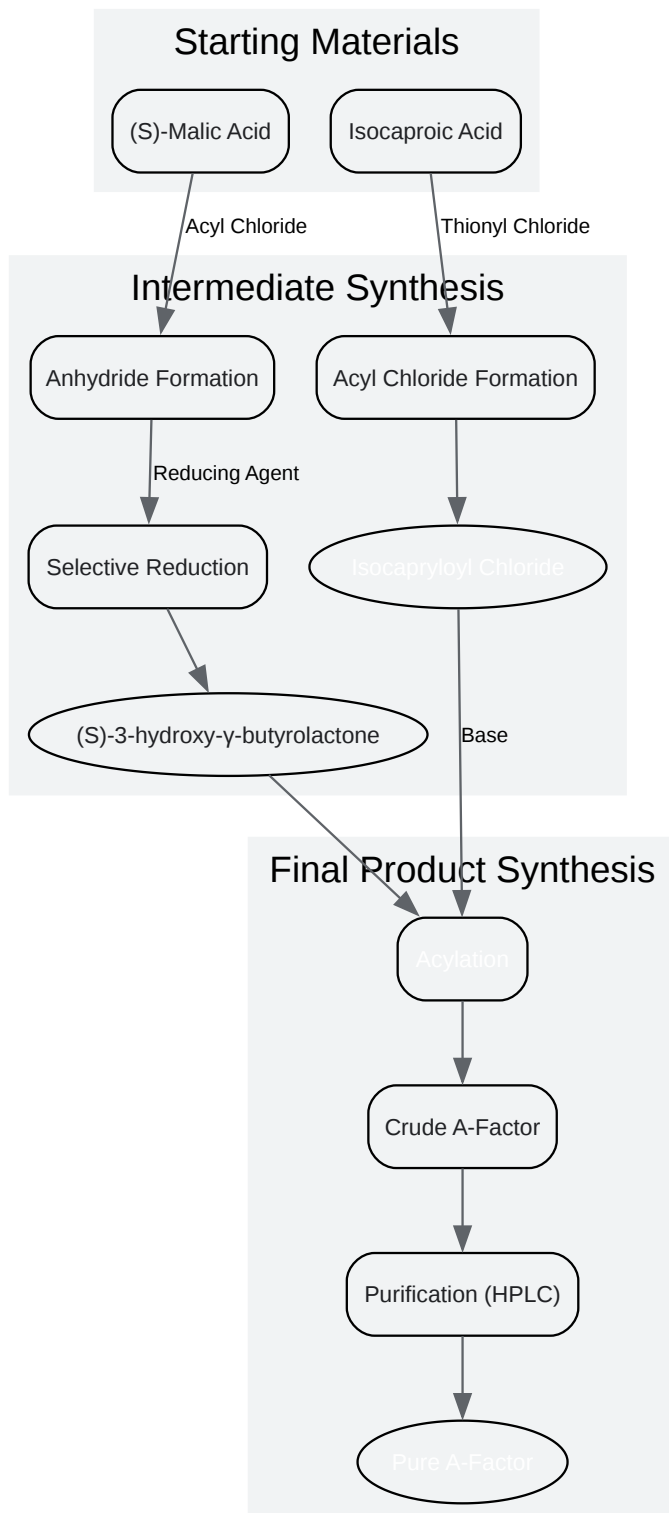 Starting Materials
(S)-Malic Acid
Isocaproic Acid
Acyl Chloride
Thionyl Chloride
Intermediate Synthesis
Anhydride Formation
Acyl Chloride Formation
Reducing Agent
Selective Reduction
Isocapryloyl Chloride
(S)-3-hydroxy-γ-butyrolactone
Base
Final Product Synthesis
Acylation
Crude A-Factor
Purification (HPLC)
Pure A-Factor